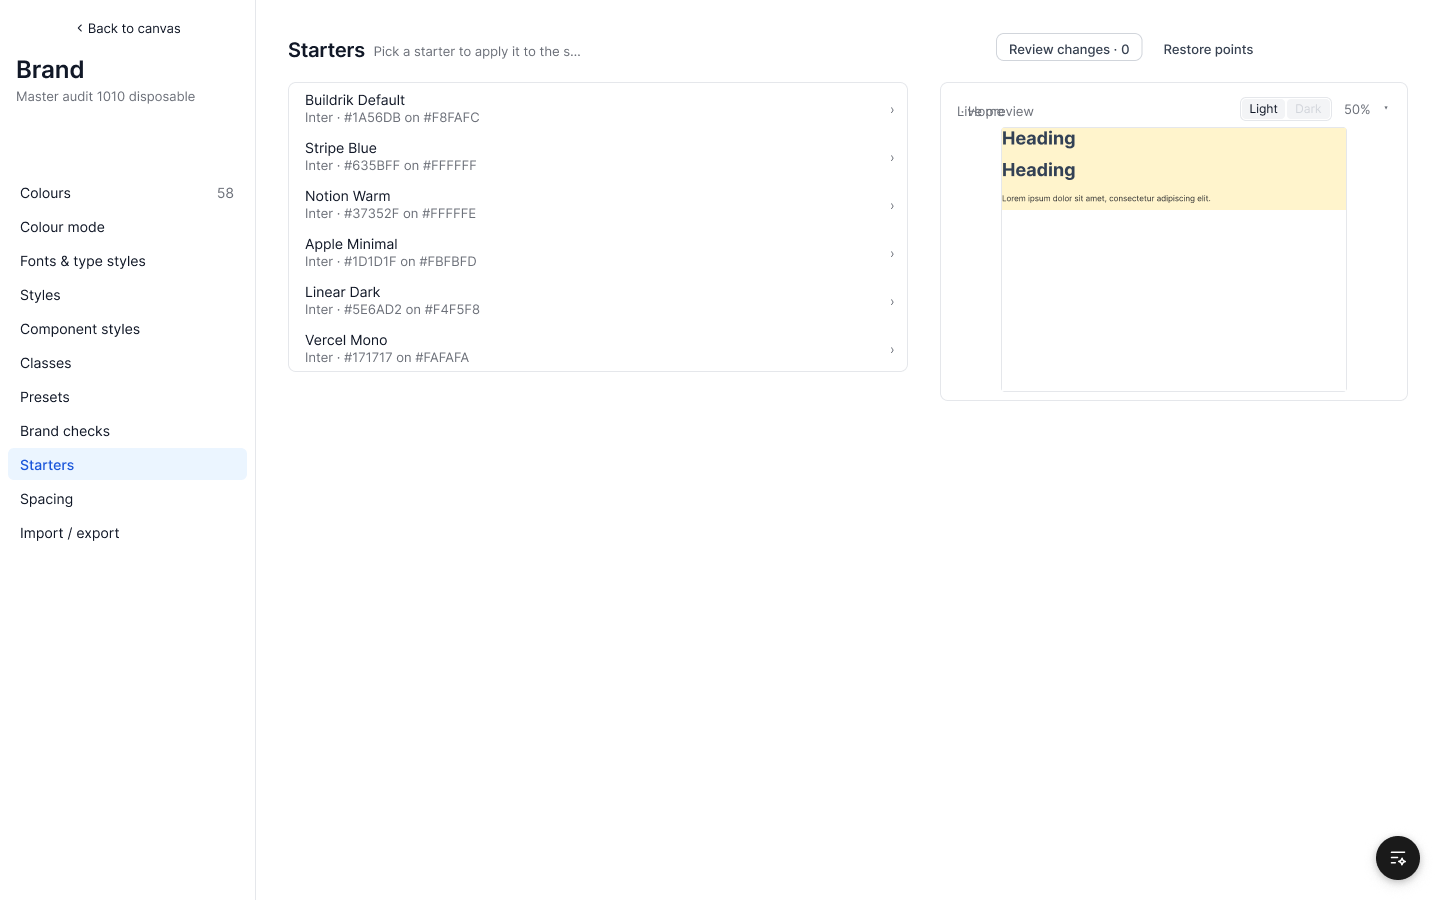 ‹ Back to canvas
Brand
Master audit 1010 disposable
Colours 58
Colour mode
Fonts & type styles
Styles
Component styles
Classes
Presets
Brand checks
Starters
Spacing
Import / export
Starters Pick a starter to apply it to the s...
Review changes · 0 Restore points
Buildrik Default
Inter · #1A56DB on #F8FAFC
Stripe Blue
Inter · #635BFF on #FFFFFF
Notion Warm
Inter · #37352F on #FFFFFE
Apple Minimal
Inter · #1D1D1F on #FBFBFD
Linear Dark
Inter · #5E6AD2 on #F4F5F8
Vercel Mono
Inter · #171717 on #FAFAFA
Live preview · Home
Light Dark 50%
Heading
Heading
Lorem ipsum dolor sit amet, consectetur adipiscing elit.